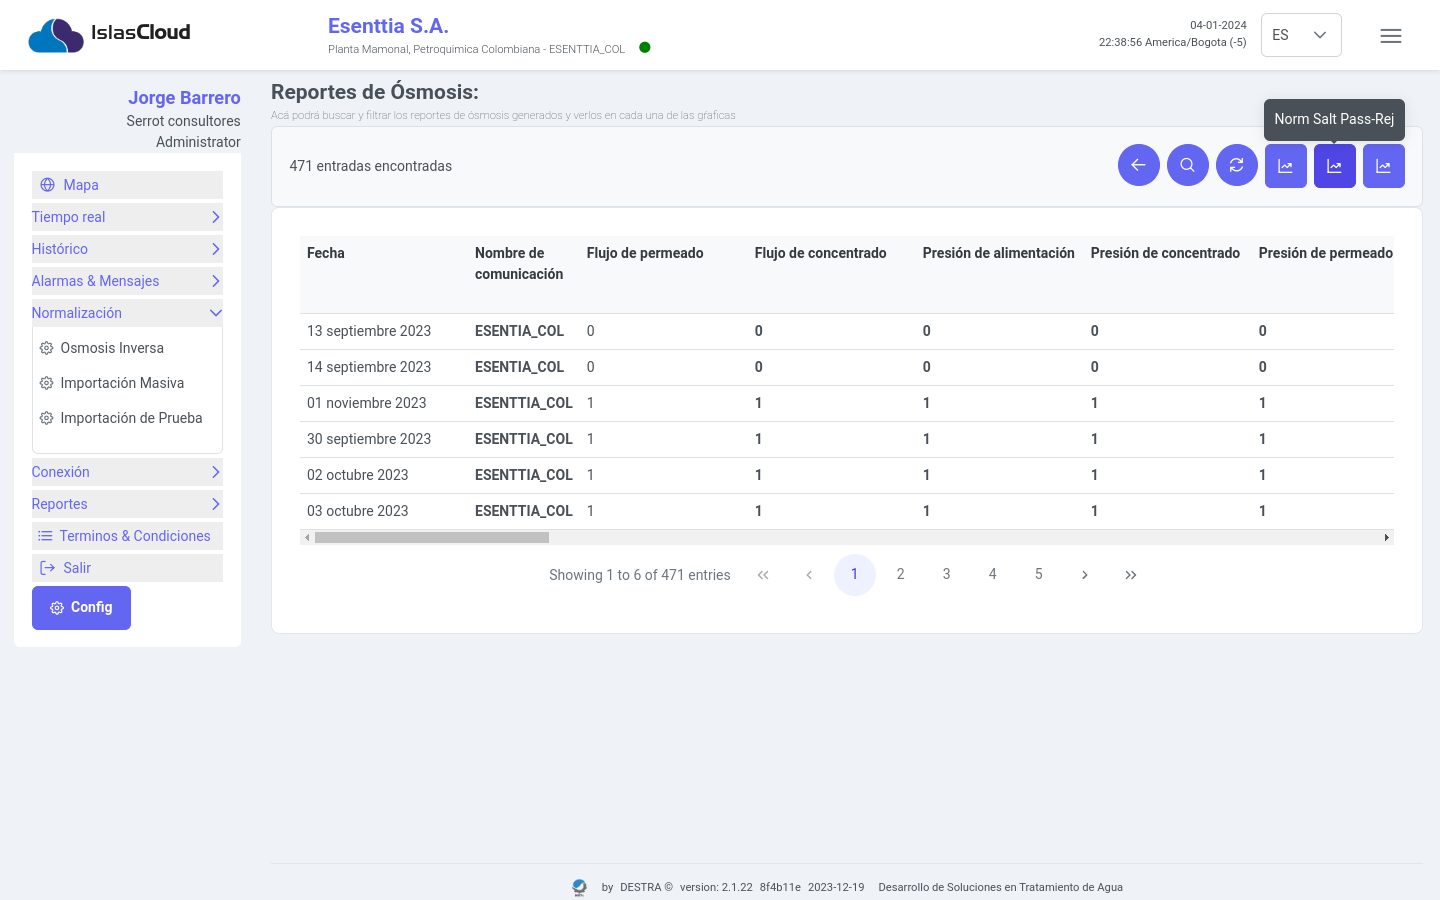 IslasCloud
Esenttia S.A.
Planta Mamonal, Petroquimica Colombiana - ESENTTIA_COL
04-01-2024
22:38:56 America/Bogota (-5)
ES
Jorge Barrero
Serrot consultores
Administrator
Mapa
Tiempo real
Histórico
Alarmas & Mensajes
Normalización
Osmosis Inversa
Importación Masiva
Importación de Prueba
Conexión
Reportes
Terminos & Condiciones
Salir
Config
Reportes de Ósmosis:
Acá podrá buscar y filtrar los reportes de ósmosis generados y verlos en cada una de las gŕaficas
Norm Salt Pass-Rej
471 entradas encontradas
Fecha Nombre de comunicación Flujo de permeado Flujo de concentrado Presión de alimentación Presión de concentrado Presión de permeado
13 septiembre 2023 ESENTIA_COL 0 0 0 0 0
14 septiembre 2023 ESENTIA_COL 0 0 0 0 0
01 noviembre 2023 ESENTTIA_COL 1 1 1 1 1
30 septiembre 2023 ESENTTIA_COL 1 1 1 1 1
02 octubre 2023 ESENTTIA_COL 1 1 1 1 1
03 octubre 2023 ESENTTIA_COL 1 1 1 1 1
Showing 1 to 6 of 471 entries 1 2 3 4 5
by DESTRA © version: 2.1.22 8f4b11e 2023-12-19 Desarrollo de Soluciones en Tratamiento de Agua